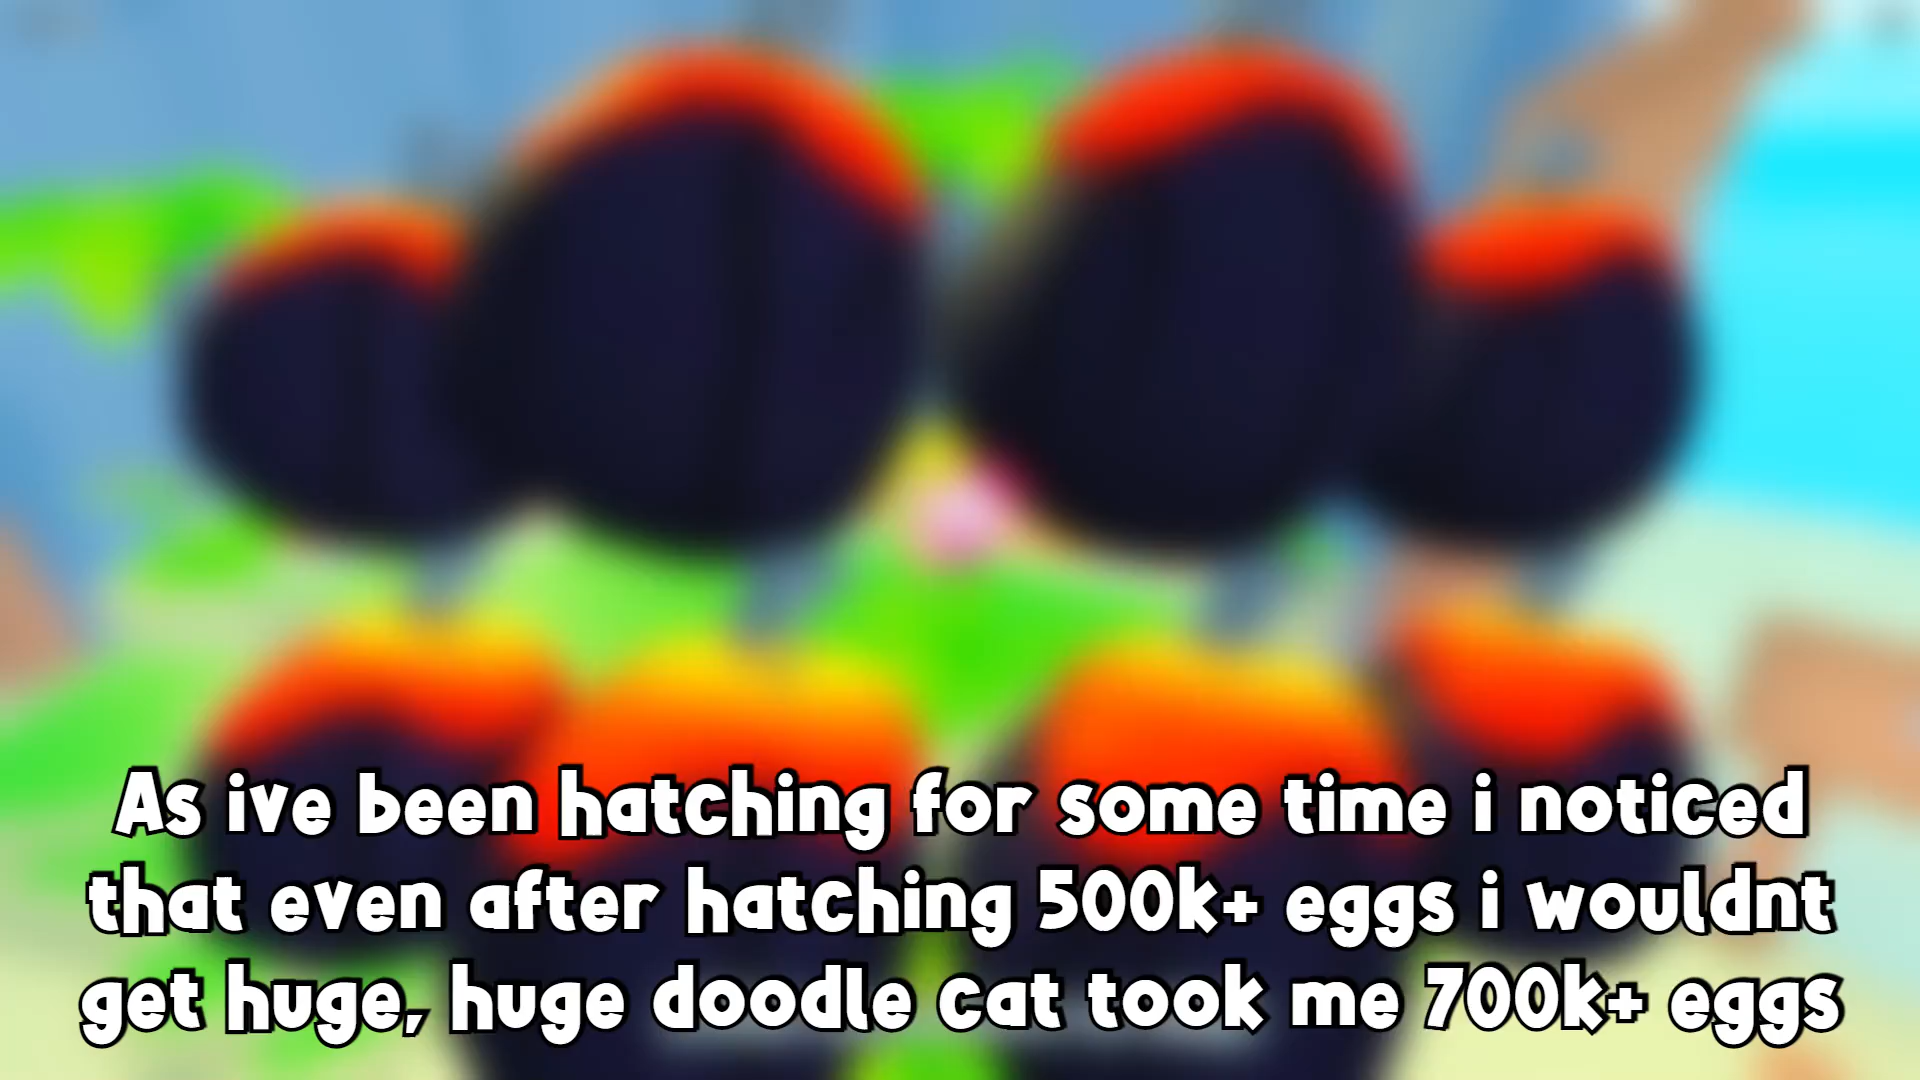 As ive been hatching for some time i noticed
that even after hatching 500k+ eggs i wouldnt
get huge, huge doodle cat took me 700k+ eggs